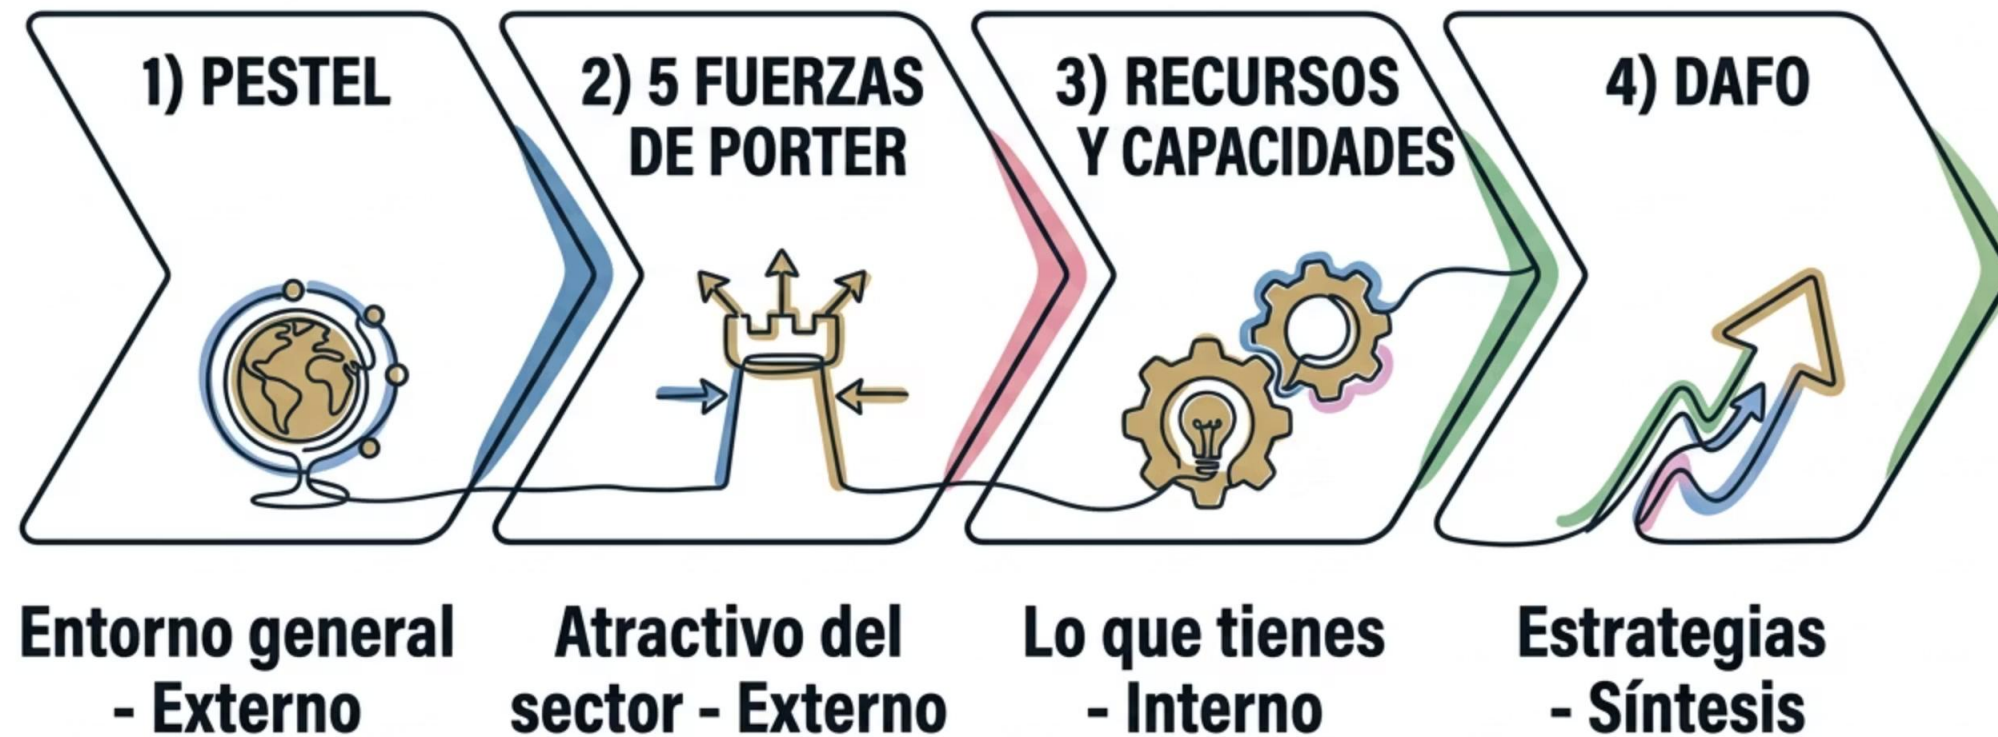 1) PESTEL
2) 5 FUERZAS
DE PORTER
3) RECURSOS
Y CAPACIDADES
4) DAFO
Entorno general
- Externo
Atractivo del
sector - Externo
Lo que tienes
- Interno
Estrategias
- Síntesis